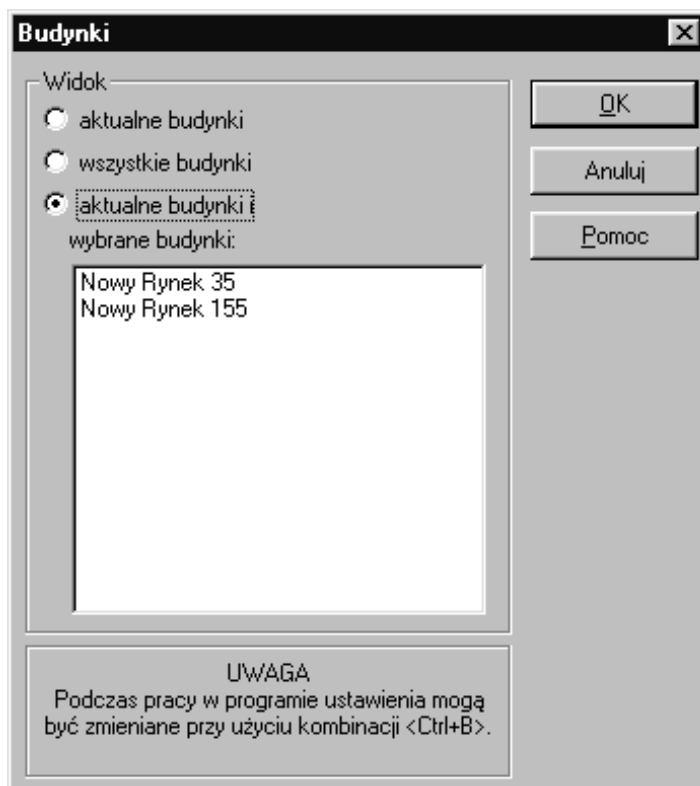 Budynki
Widok
aktualne budynki
wszystkie budynki
aktualne budynki i
wybrane budynki:
Nowy Rynek 35
Nowy Rynek 155
OK
Anuluj
Pomoc
UWAGA
Podczas pracy w programie ustawienia mogą
być zmieniane przy użyciu kombinacji <Ctrl+B>.